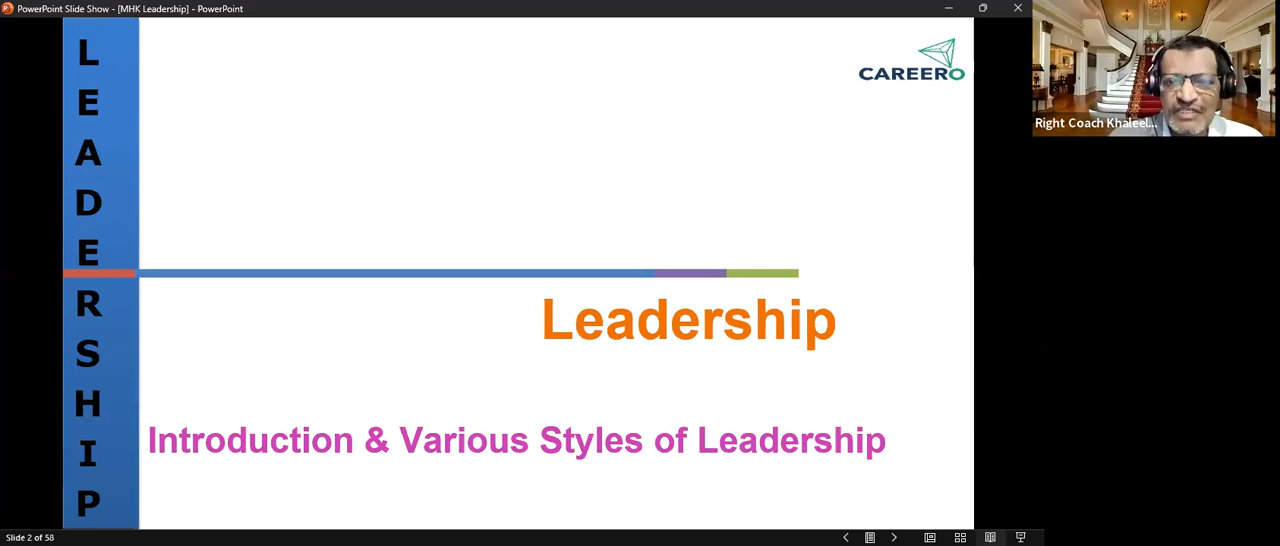 PowerPoint Slide Show - [MHK Leadership] - PowerPoint
LEADERSHIP
CAREERO
Right Coach Khaleel...
Leadership
Introduction & Various Styles of Leadership
Slide 2 of 58